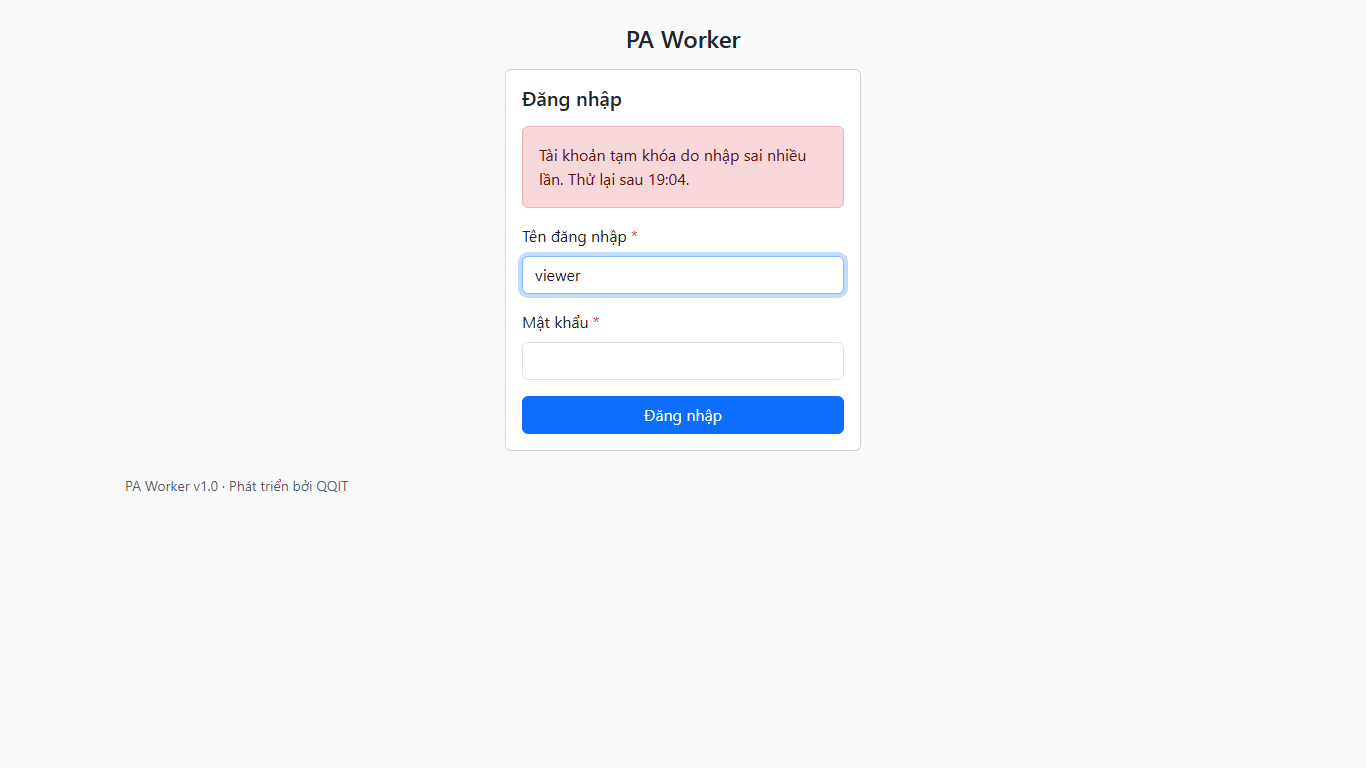 PA Worker
Đăng nhập
Tài khoản tạm khóa do nhập sai nhiều
lần. Thử lại sau 19:04.
Tên đăng nhập *
viewer
Mật khẩu *
Đăng nhập
PA Worker v1.0 · Phát triển bởi QQIT